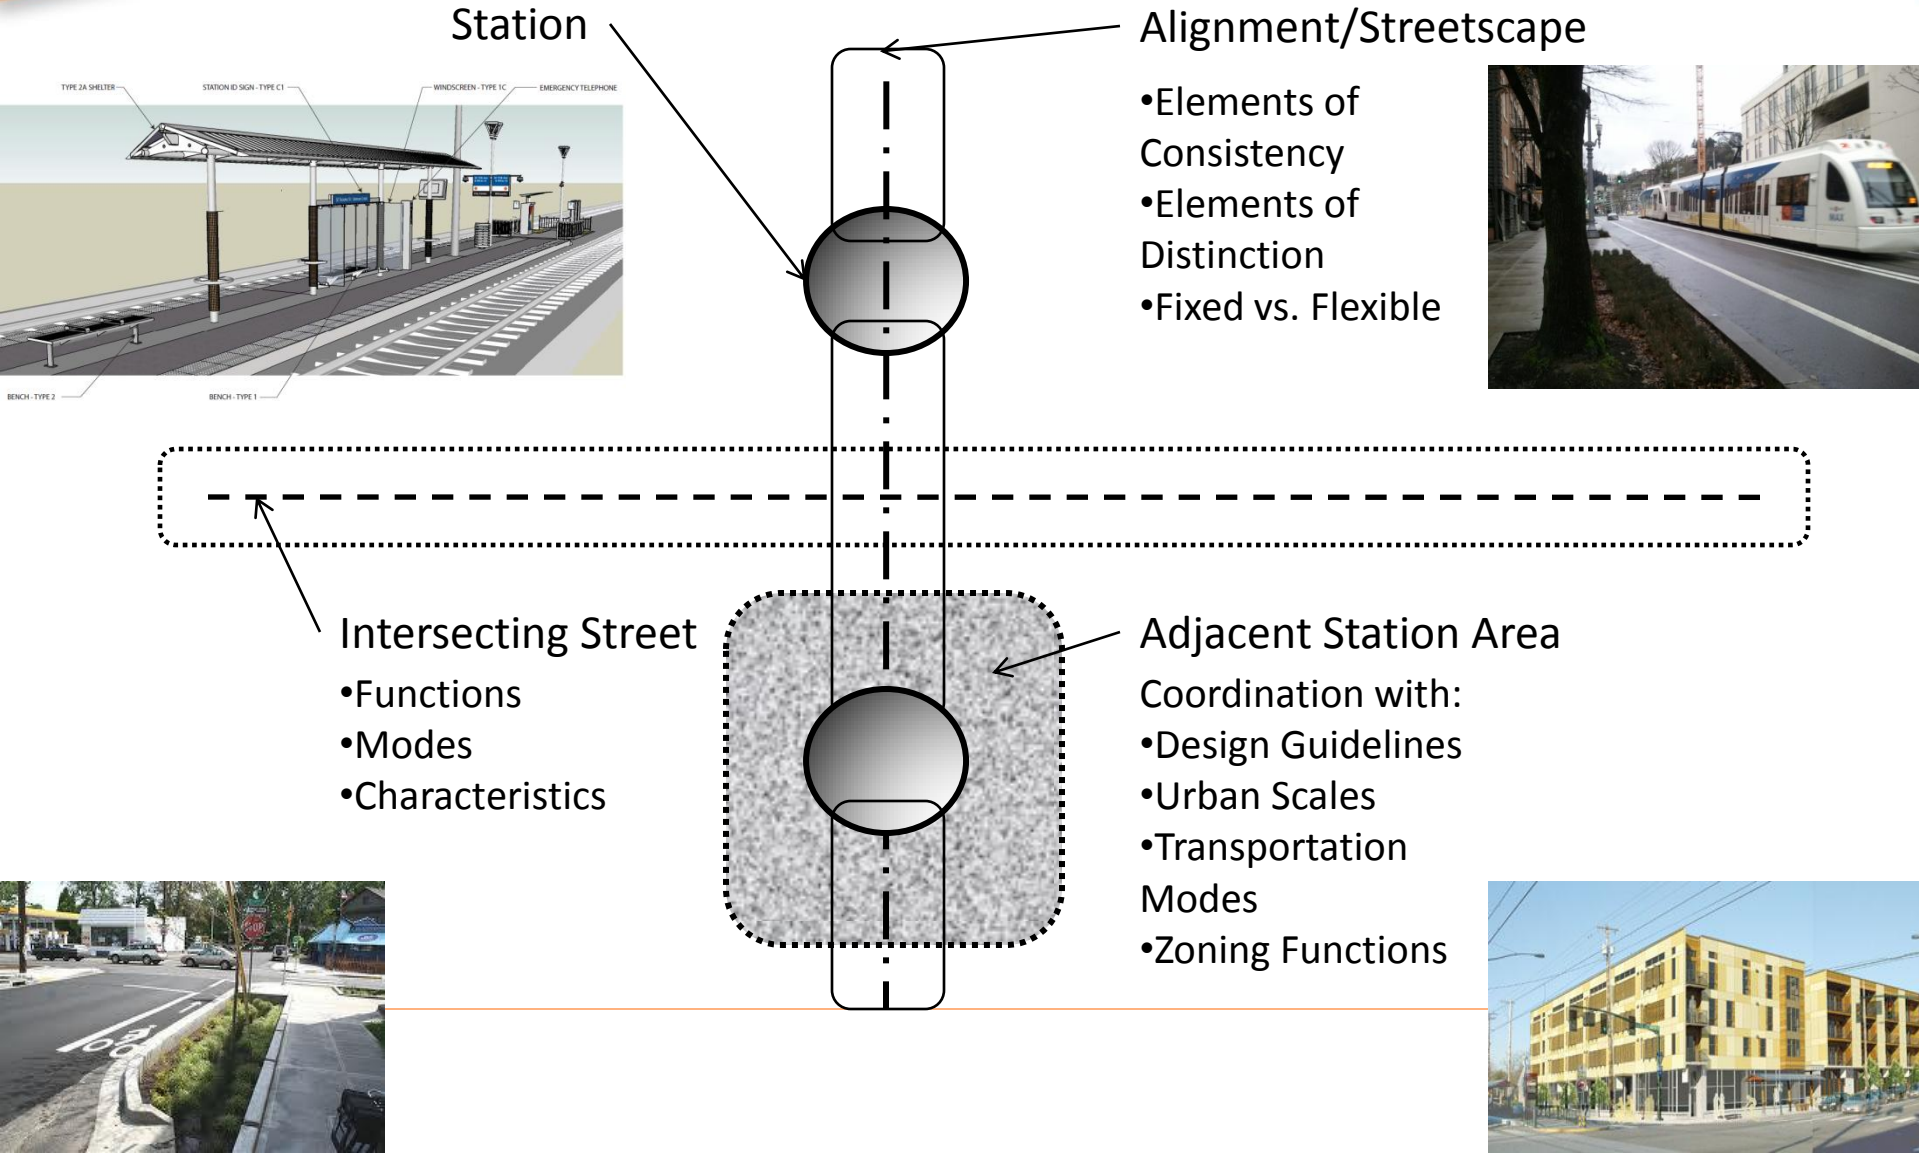 Station
Alignment/Streetscape
TYPE 2A SHELTER
STATION ID SIGN - TYPE C1
WINDSCREEN - TYPE 1C
EMERGENCY TELEPHONE
BENCH - TYPE 2
BENCH - TYPE 1
•Elements of
Consistency
•Elements of
Distinction
•Fixed vs. Flexible
Intersecting Street
•Functions
•Modes
•Characteristics
Adjacent Station Area
Coordination with:
•Design Guidelines
•Urban Scales
•Transportation
Modes
•Zoning Functions
STOP
MAX